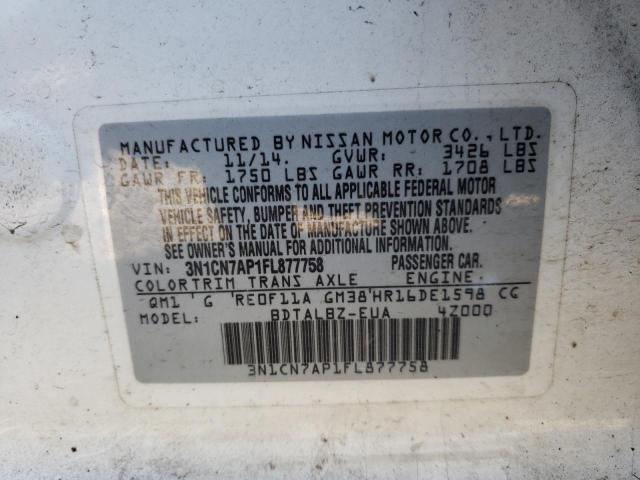 MANUFACTURED BY NISSAN MOTOR CO., LTD.
DATE: 11/14. GVWR: 3426 LBS
GAWR FR: 1750 LBS GAWR RR: 1708 LBS
THIS VEHICLE CONFORMS TO ALL APPLICABLE FEDERAL MOTOR
VEHICLE SAFETY, BUMPER AND THEFT PREVENTION STANDARDS
IN EFFECT ON THE DATE OF MANUFACTURE SHOWN ABOVE.
SEE OWNER'S MANUAL FOR ADDITIONAL INFORMATION.
VIN: 3N1CN7AP1FL877758 PASSENGER CAR.
COLOR TRIM TRANS AXLE ENGINE
QM1 G RE0F11A GM38 HR16DE1598 CC
MODEL: BDTALBZ-EUA 4Z000
3N1CN7AP1FL877758